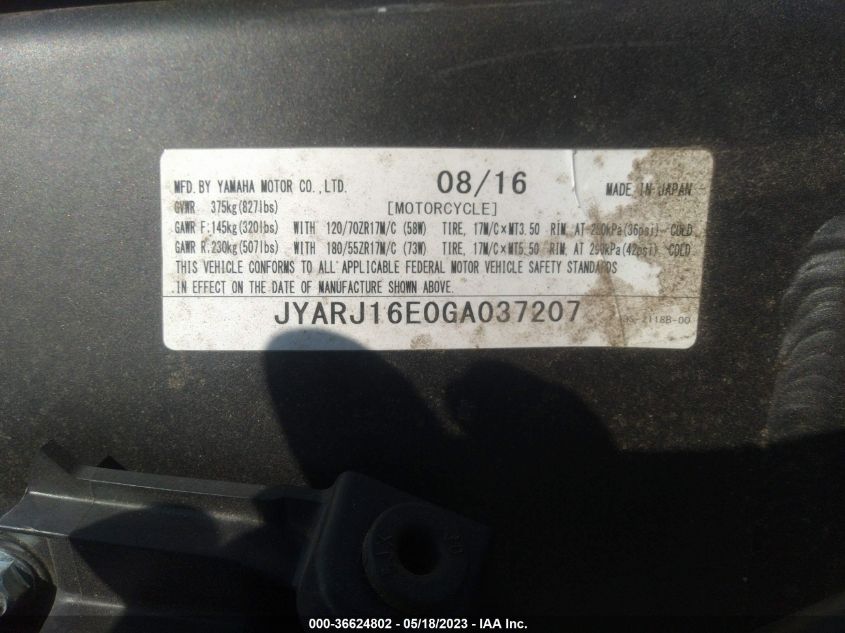 MFD. BY YAMAHA MOTOR CO.,LTD. 08/16 MADE IN JAPAN
GVWR 375kg(827lbs) [MOTORCYCLE]
GAWR F:145kg(320lbs) WITH 120/70ZR17M/C (58W) TIRE, 17M/C×MT3.50 RIM, AT 250kPa(36psi) COLD
GAWR R:230kg(507lbs) WITH 180/55ZR17M/C (73W) TIRE, 17M/C×MT5.50 RIM, AT 290kPa(42psi) COLD
THIS VEHICLE CONFORMS TO ALL APPLICABLE FEDERAL MOTOR VEHICLE SAFETY STANDARDS
IN EFFECT ON THE DATE OF MANUFACTURE SHOWN ABOVE.
JYARJ16E0GA037207
-2118B-00
000-36624802 - 05/18/2023 - IAA Inc.